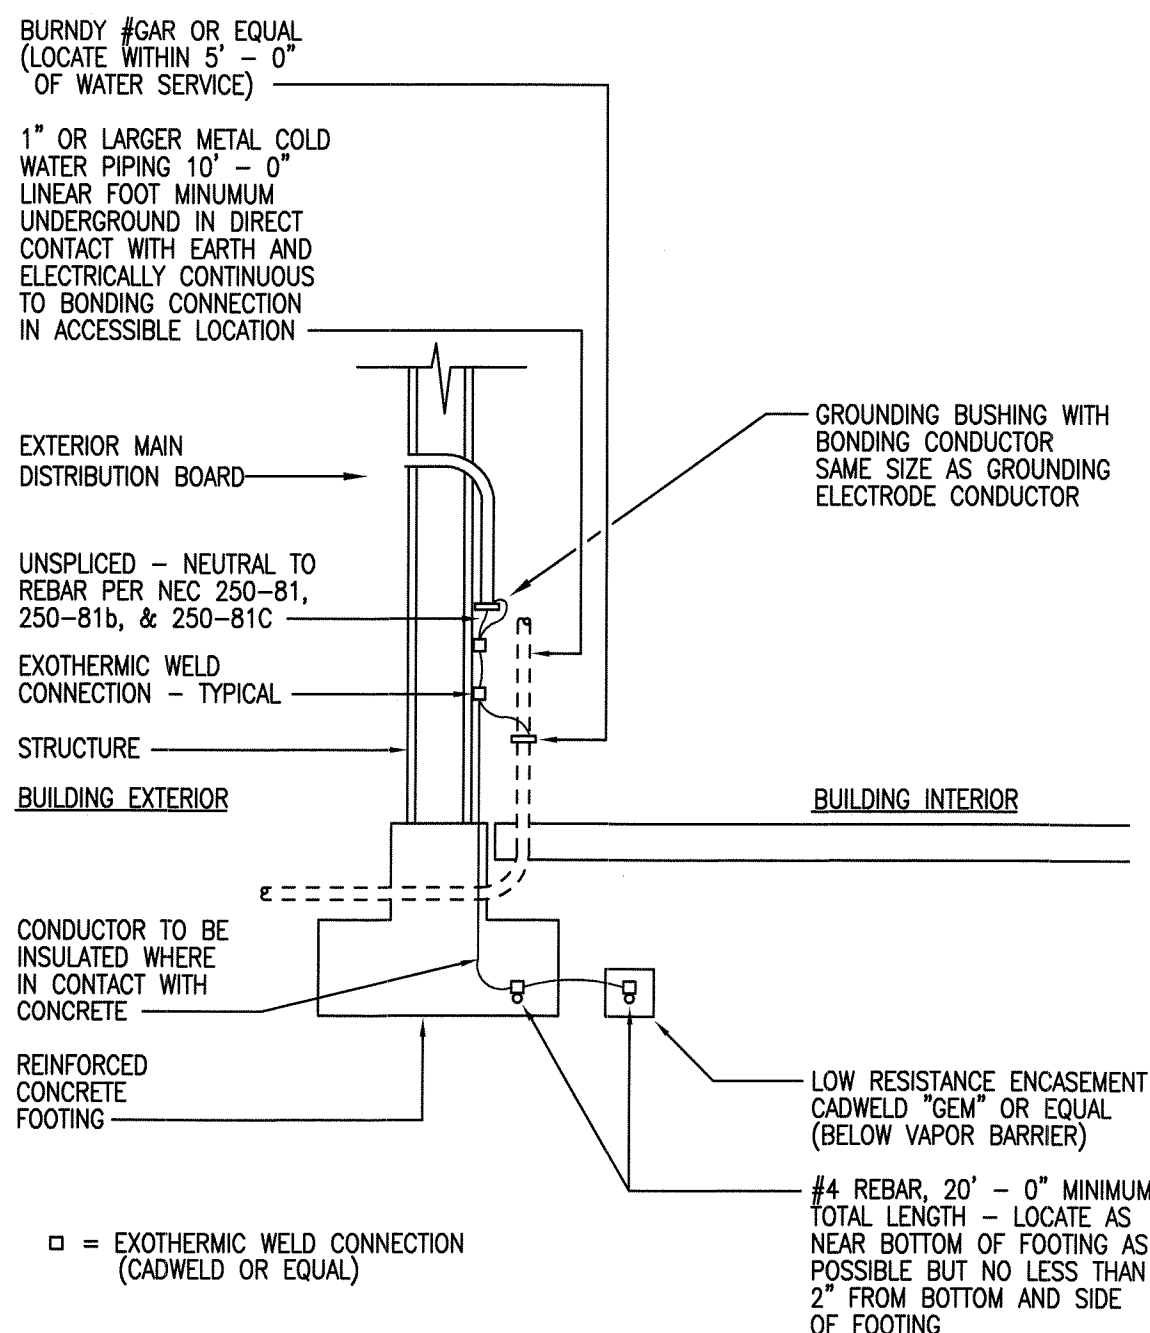 BURNDY #GAR OR EQUAL
(LOCATE WITHIN 5' - 0"
OF WATER SERVICE)
1" OR LARGER METAL COLD
WATER PIPING 10' - 0"
LINEAR FOOT MINUMUM
UNDERGROUND IN DIRECT
CONTACT WITH EARTH AND
ELECTRICALLY CONTINUOUS
TO BONDING CONNECTION
IN ACCESSIBLE LOCATION
GROUNDING BUSHING WITH
BONDING CONDUCTOR
SAME SIZE AS GROUNDING
ELECTRODE CONDUCTOR
EXTERIOR MAIN
DISTRIBUTION BOARD
UNSPLICED - NEUTRAL TO
REBAR PER NEC 250-81,
250-81b, & 250-81C
EXOTHERMIC WELD
CONNECTION - TYPICAL
STRUCTURE
BUILDING EXTERIOR
BUILDING INTERIOR
CONDUCTOR TO BE
INSULATED WHERE
IN CONTACT WITH
CONCRETE
REINFORCED
CONCRETE
FOOTING
LOW RESISTANCE ENCASEMENT
CADWELD "GEM" OR EQUAL
(BELOW VAPOR BARRIER)
#4 REBAR, 20' - 0" MINIMUM
TOTAL LENGTH - LOCATE AS
NEAR BOTTOM OF FOOTING AS
POSSIBLE BUT NO LESS THAN
2" FROM BOTTOM AND SIDE
OF FOOTING
= EXOTHERMIC WELD CONNECTION
(CADWELD OR EQUAL)